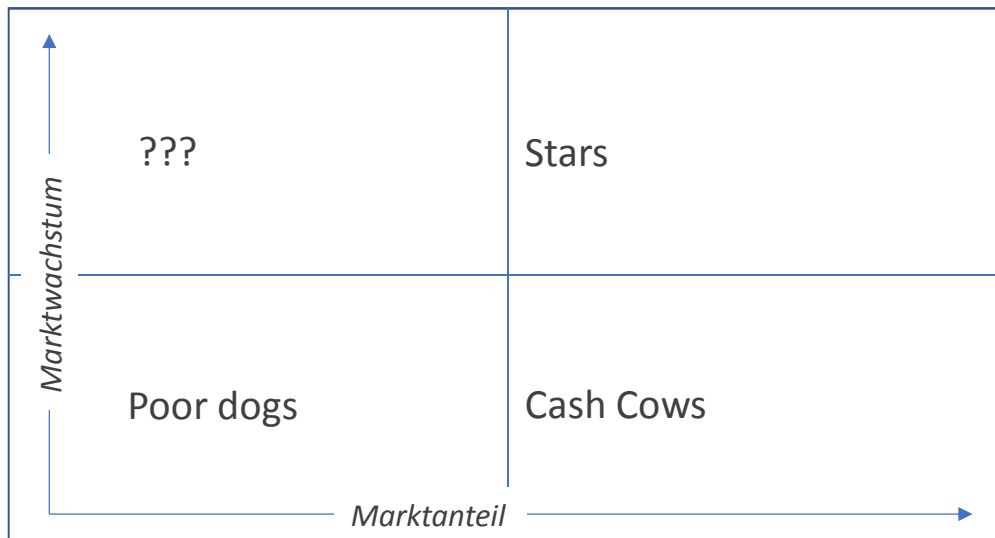 ???
Stars
Marktwachstum
Poor dogs
Cash Cows
Marktanteil